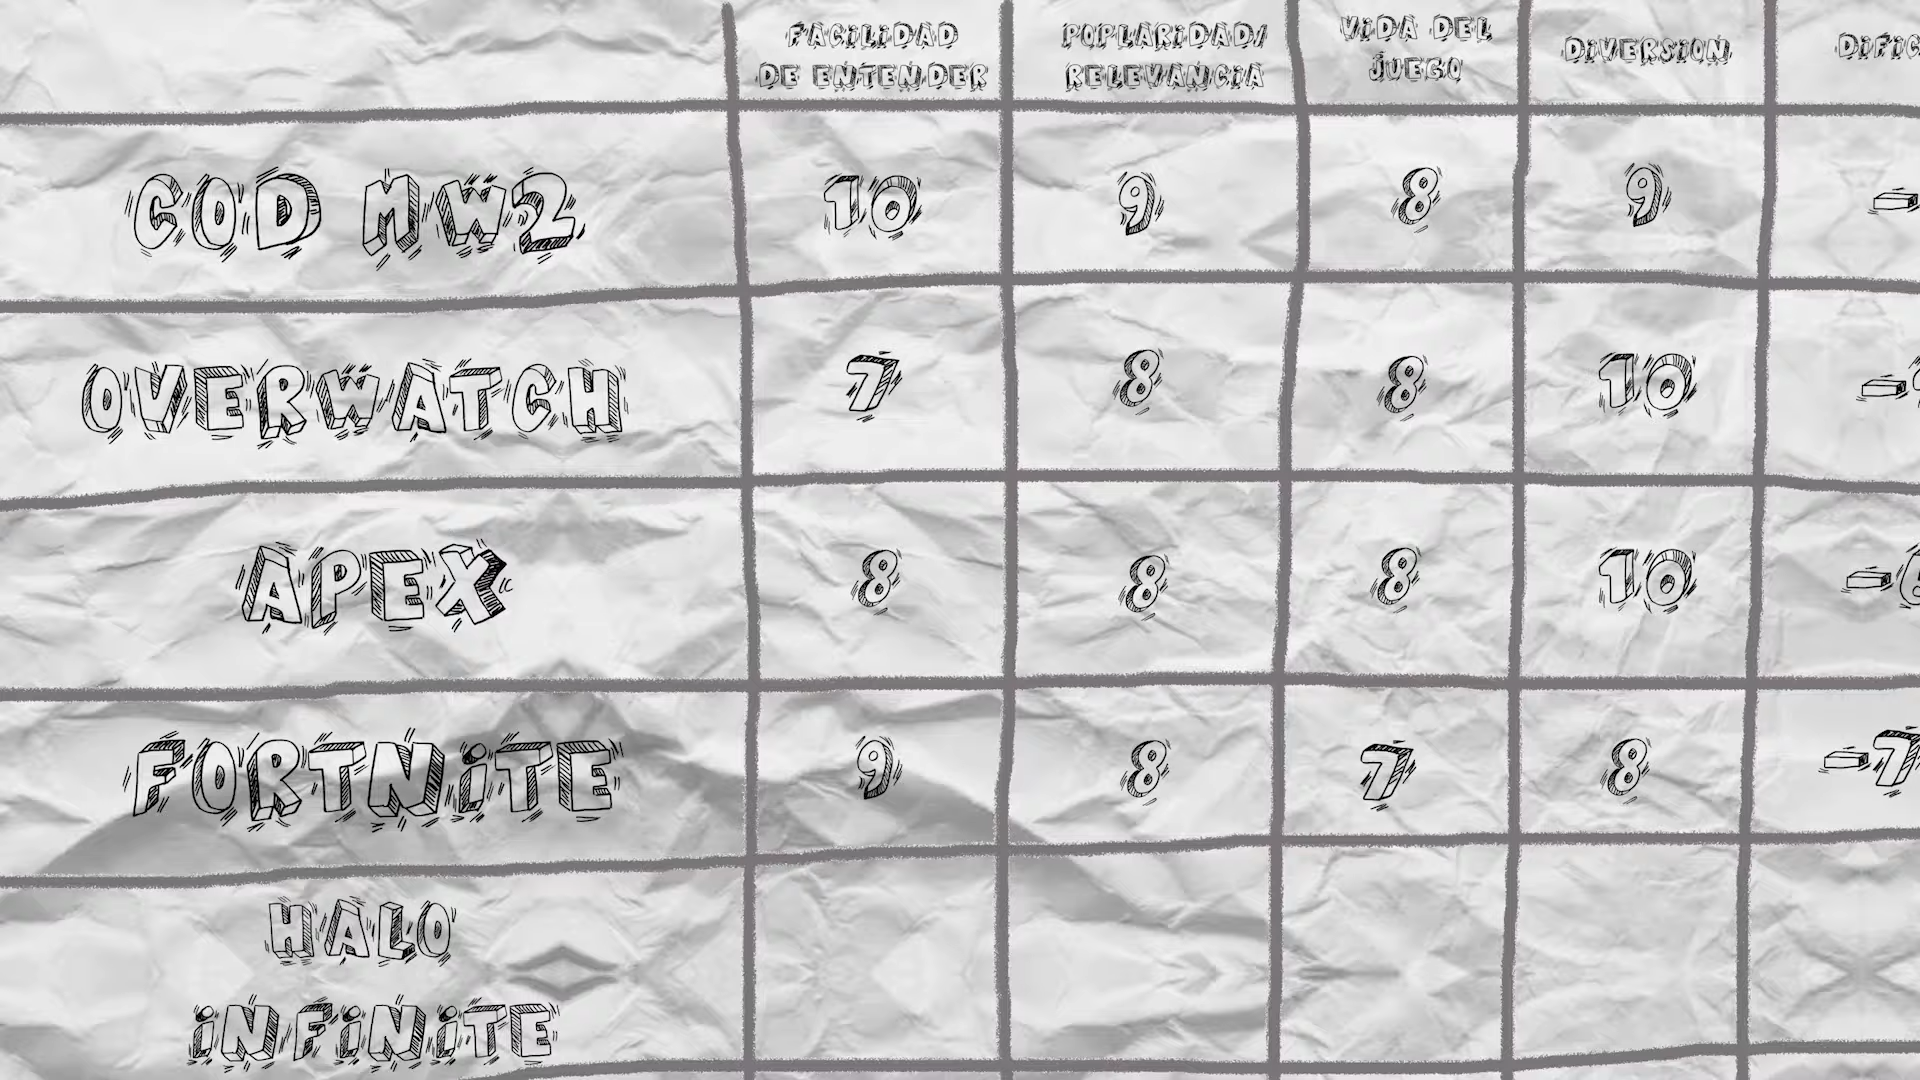 FACILIDAD
DE ENTENDER
POPLARIDAD/
RELEVANCIA
VIDA DEL
JUEGO
DIVERSION
DIFIC
COD MW2 10 9 8 9 -
OVERWATCH 7 8 8 10 -
APEX 8 8 8 10 -
FORTNITE 9 8 7 8 -7
HALO
INFINITE